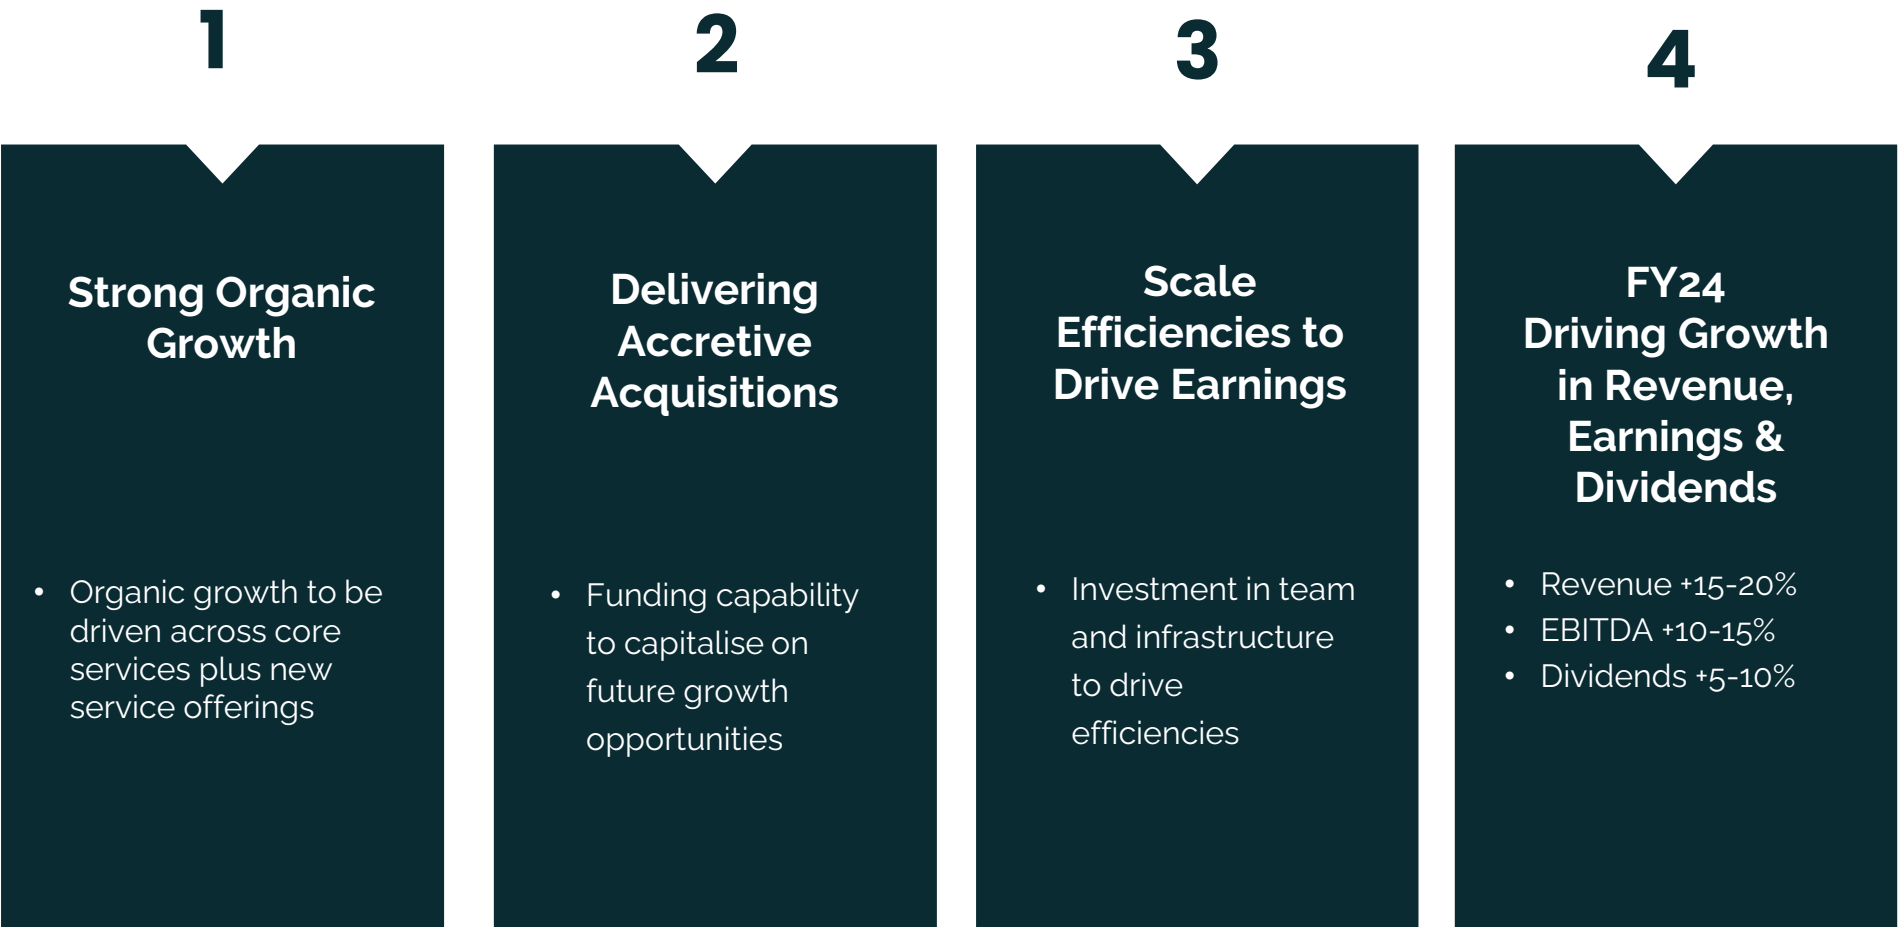 1
Strong Organic
Growth
• Organic growth to be
driven across core
services plus new
service offerings
2
Delivering
Accretive
Acquisitions
• Funding capability
to capitalise on
future growth
opportunities
3
Scale
Efficiencies to
Drive Earnings
• Investment in team
and infrastructure
to drive
efficiencies
4
FY24
Driving Growth
in Revenue,
Earnings &
Dividends
• Revenue +15-20%
• EBITDA +10-15%
• Dividends +5-10%